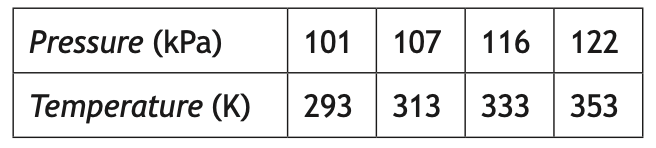 Pressure (kPa) 101 107 116 122
Temperature (K) 293 313 333 353